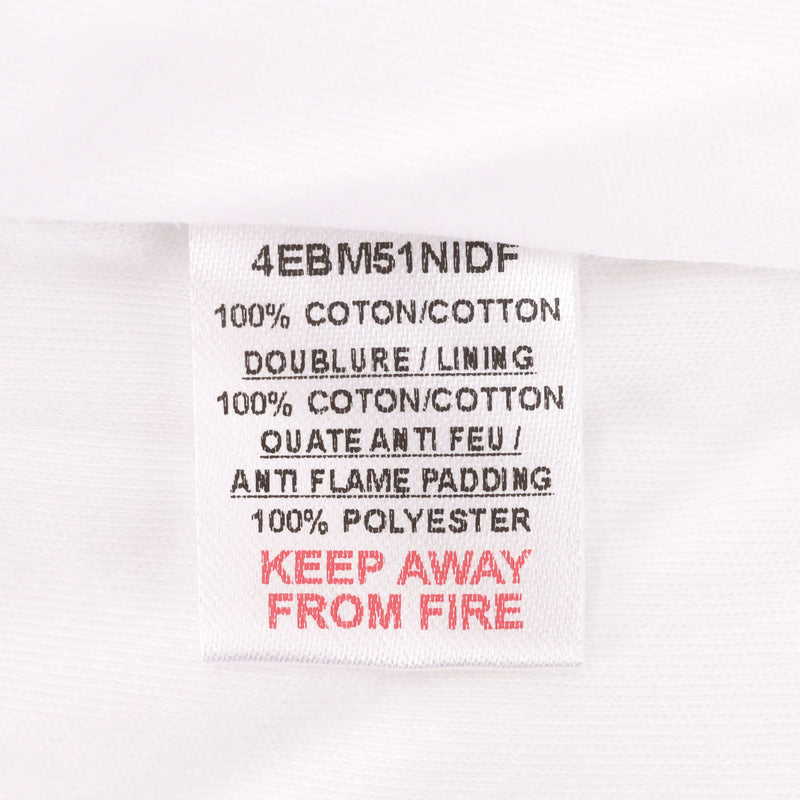 4EBM51NIDF
100% COTON/COTTON
DOUBLURE / LINING
100% COTON/COTTON
OUATE ANTI FEU /
ANTI FLAME PADDING
100% POLYESTER
KEEP AWAY
FROM FIRE